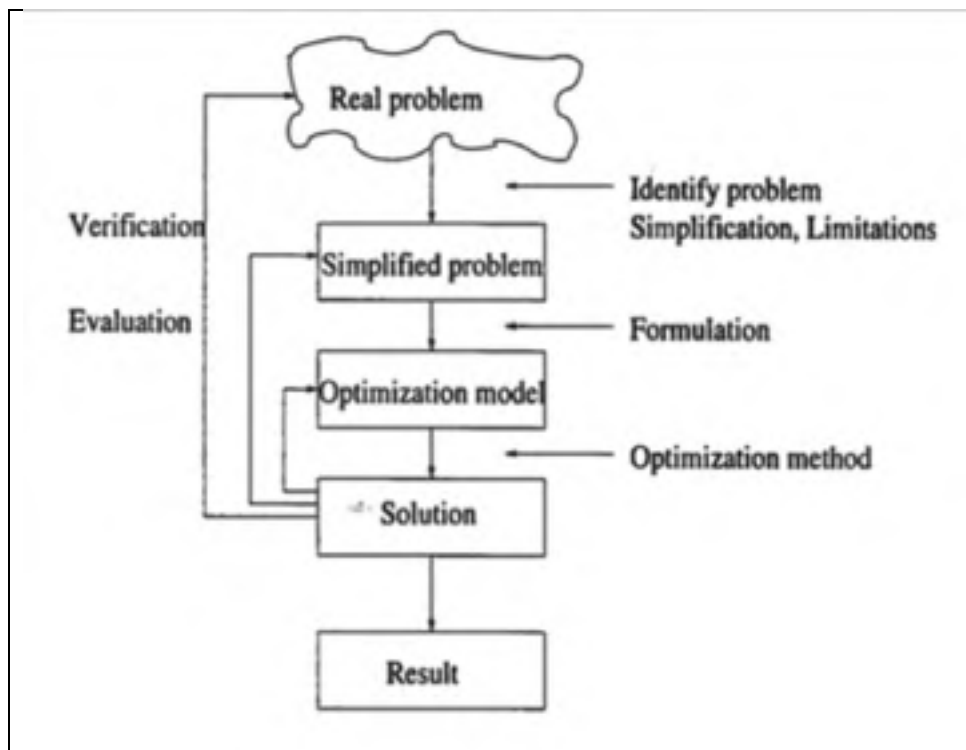 Real problem
Identify problem
Simplification, Limitations
Verification
Simplified problem
Evaluation
Formulation
Optimization model
Optimization method
Solution
Result